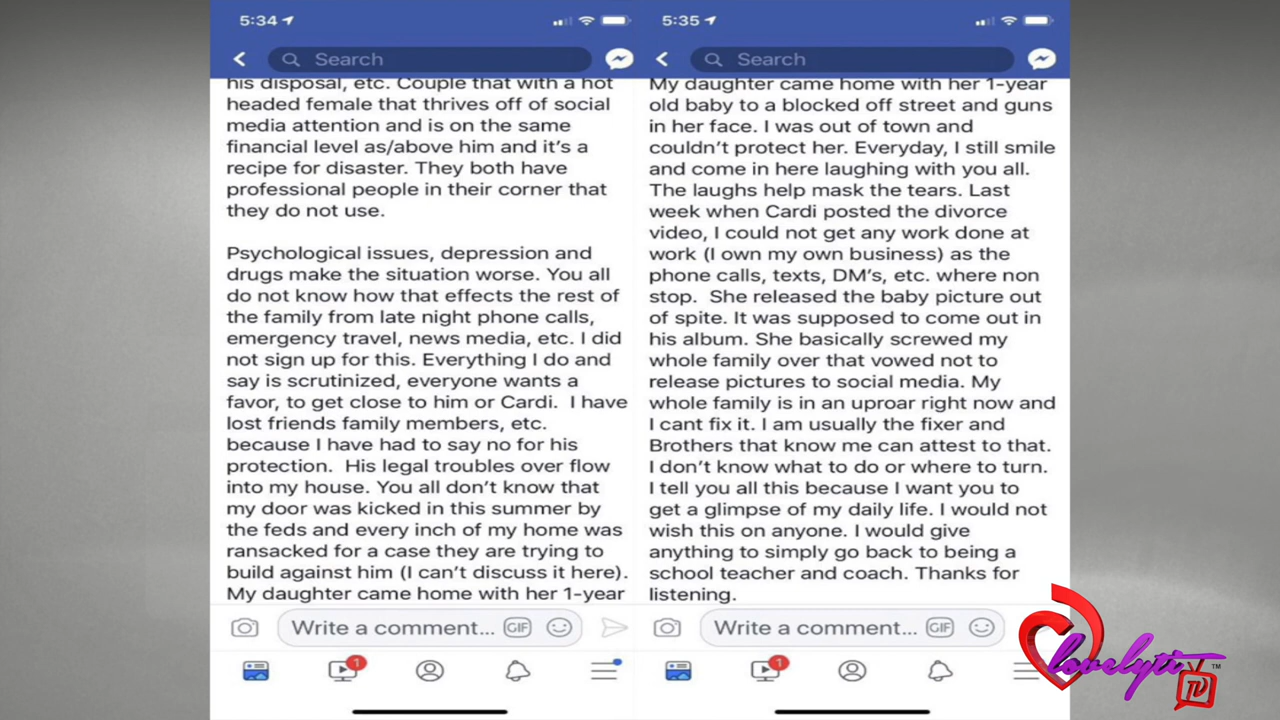 5:34
Search
his disposal, etc. Couple that with a hot
headed female that thrives off of social
media attention and is on the same
financial level as/above him and it's a
recipe for disaster. They both have
professional people in their corner that
they do not use.
Psychological issues, depression and
drugs make the situation worse. You all
do not know how that effects the rest of
the family from late night phone calls,
emergency travel, news media, etc. I did
not sign up for this. Everything I do and
say is scrutinized, everyone wants a
favor, to get close to him or Cardi.  I have
lost friends family members, etc.
because I have had to say no for his
protection.  His legal troubles over flow
into my house. You all don't know that
my door was kicked in this summer by
the feds and every inch of my home was
ransacked for a case they are trying to
build against him (I can't discuss it here).
My daughter came home with her 1-year
Write a comment... GIF
1
5:35
Search
My daughter came home with her 1-year
old baby to a blocked off street and guns
in her face. I was out of town and
couldn't protect her. Everyday, I still smile
and come in here laughing with you all.
The laughs help mask the tears. Last
week when Cardi posted the divorce
video, I could not get any work done at
work (I own my own business) as the
phone calls, texts, DM's, etc. where non
stop.  She released the baby picture out
of spite. It was supposed to come out in
his album. She basically screwed my
whole family over that vowed not to
release pictures to social media. My
whole family is in an uproar right now and
I cant fix it. I am usually the fixer and
Brothers that know me can attest to that.
I don't know what to do or where to turn.
I tell you all this because I want you to
get a glimpse of my daily life. I would not
wish this on anyone. I would give
anything to simply go back to being a
school teacher and coach. Thanks for
listening.
Write a comment... GIF
1
lovelyti TV™